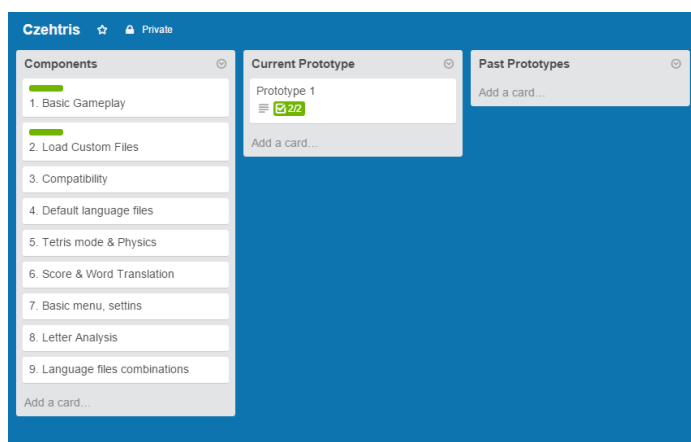 Czehtris
Private
Components
1. Basic Gameplay
2. Load Custom Files
3. Compatibility
4. Default language files
5. Tetris mode & Physics
6. Score & Word Translation
7. Basic menu, settins
8. Letter Analysis
9. Language files combinations
Add a card...
Current Prototype
Prototype 1
2/2
Add a card...
Past Prototypes
Add a card...